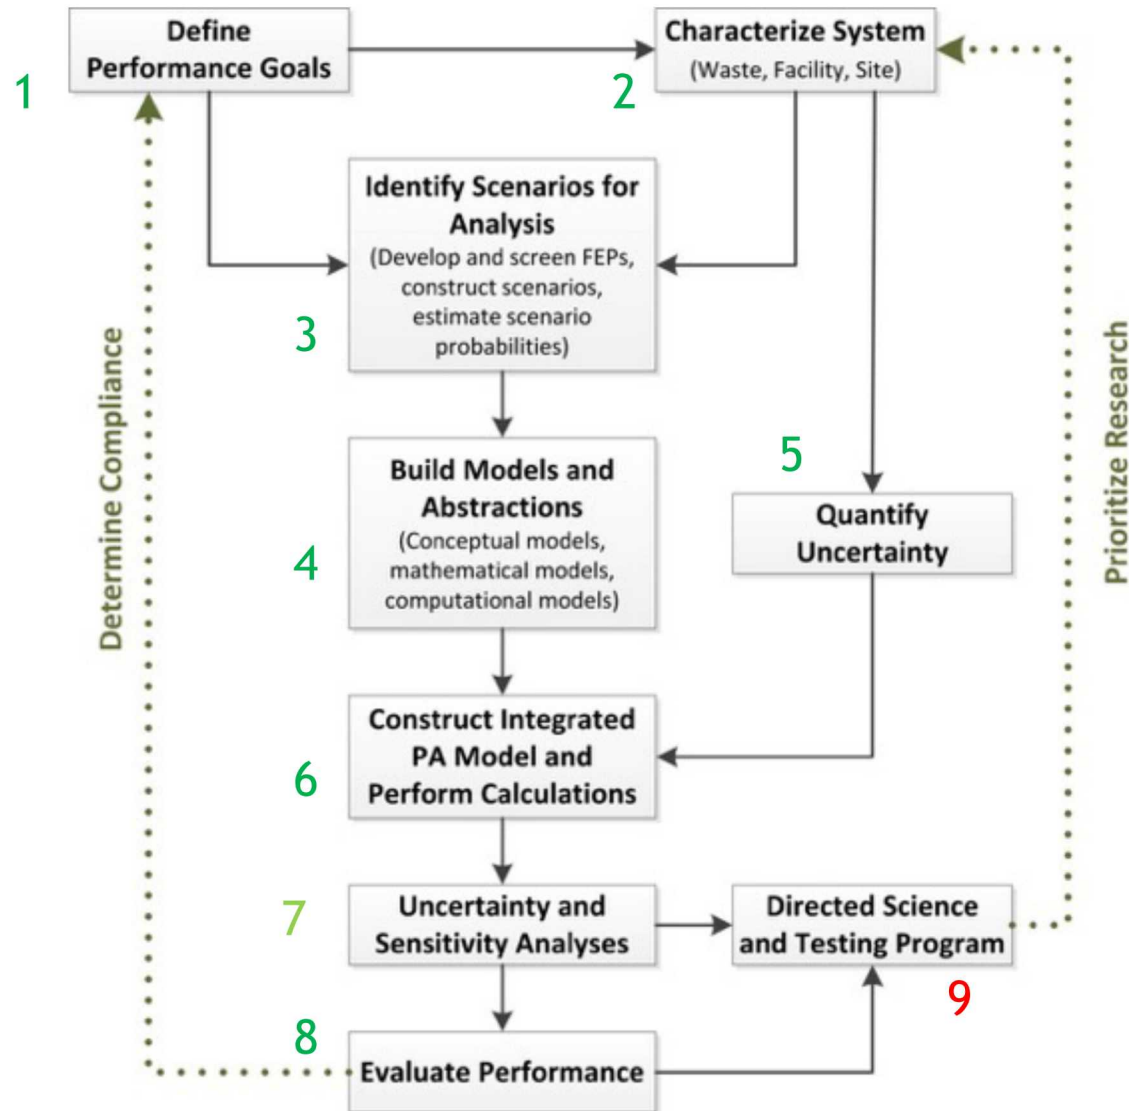 Define
Performance Goals
1
Characterize System
(Waste, Facility, Site)
2
Identify Scenarios for
Analysis
(Develop and screen FEPs,
construct scenarios,
estimate scenario
probabilities)
3
Build Models and
Abstractions
(Conceptual models,
mathematical models,
computational models)
4
5
Quantify
Uncertainty
Construct Integrated
PA Model and
Perform Calculations
6
Uncertainty and
Sensitivity Analyses
7
Directed Science
and Testing Program
9
8
Evaluate Performance
Determine Compliance
Prioritize Research